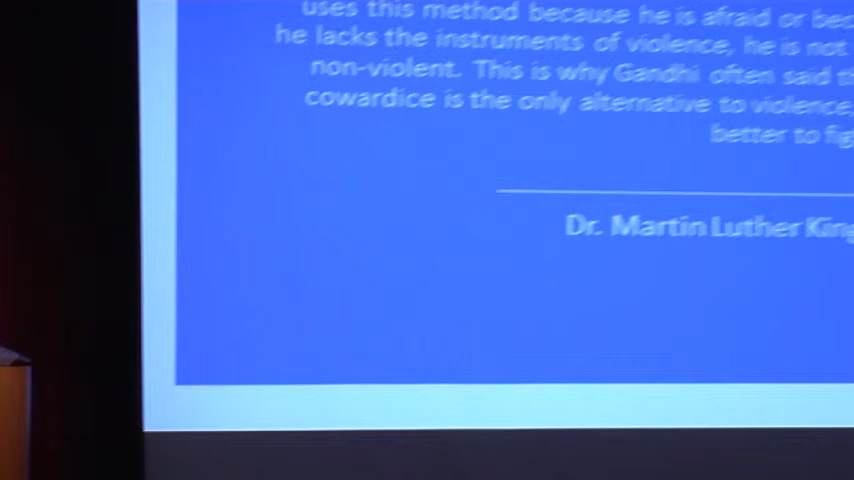 uses this method because he is afraid or
he lacks the instruments of violence, he is not
non-violent. This is why Gandhi often said
cowardice is the only alternative to violence,
better to
Dr. Martin Luther King